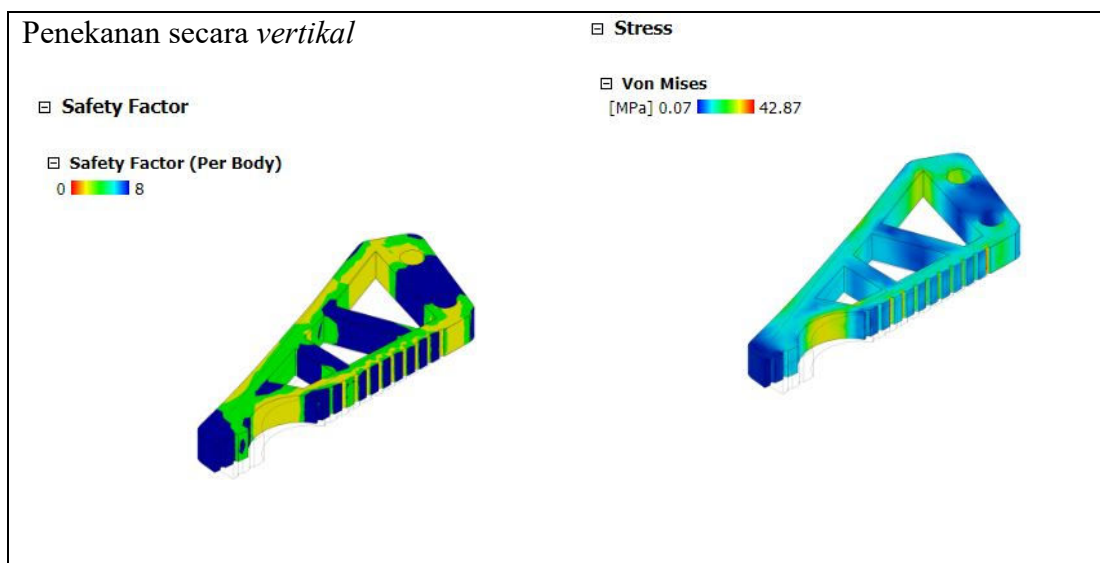 Penekanan secara vertikal
Safety Factor
Safety Factor (Per Body)
0 8
Stress
Von Mises
[MPa] 0.07 42.87